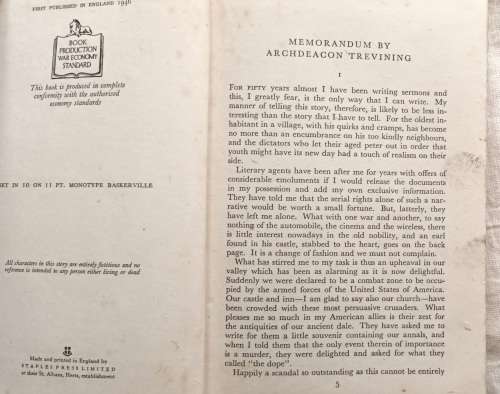 FIRST PUBLISHED IN ENGLAND 1946
BOOK
PRODUCTION
WAR ECONOMY
STANDARD
This book is produced in complete
conformity with the authorized
economy standards
SET IN 10 ON 11 PT. MONOTYPE BASKERVILLE
All characters in this story are entirely fictitious and no
reference is intended to any person either living or dead
Made and printed in England by
STAPLES PRESS LIMITED
at their St. Albans, Herts, establishment
MEMORANDUM BY
ARCHDEACON TREVINING
I
FOR FIFTY years almost I have been writing sermons and
this, I greatly fear, is the only way that I can write. My
manner of telling this story, therefore, is likely to be less in-
teresting than the story that I have to tell. For the oldest in-
habitant in a village, with his quirks and cramps, has become
no more than an encumbrance on his too kindly neighbours,
and the dictators who let their aged peter out in order that
youth might have its new day had a touch of realism on their
side.
Literary agents have been after me for years with offers of
considerable emoluments if I would release the documents
in my possession and add my own exclusive information.
They have told me that the serial rights alone of such a nar-
rative would be worth a small fortune. But, latterly, they
have left me alone. What with one war and another, to say
nothing of the automobile, the cinema and the wireless, there
is little interest nowadays in the old nobility, and an earl
found in his castle, stabbed to the heart, goes on the back
page. It is a change of fashion and we must not complain.
What has stirred me to my task is thus an upheaval in our
valley which has been as alarming as it is now delightful.
Suddenly we were declared to be a combat zone to be occu-
pied by the armed forces of the United States of America.
Our castle and inn—I am glad to say also our church—have
been crowded with these most persuasive crusaders. What
pleases me so much in my American allies is their zest for
the antiquities of our ancient dale. They have asked me to
write for them a little souvenir containing our annals, and
when I told them that the only event therein of importance
is a murder, they were delighted and asked for what they
called "the dope".
Happily a scandal so outstanding as this cannot be entirely
5